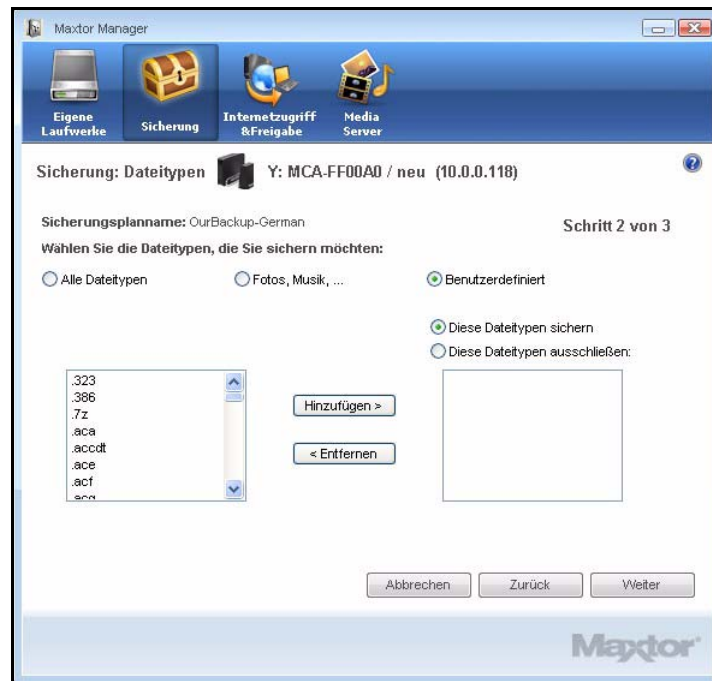 Maxtor Manager
Eigene
Laufwerke
Sicherung
Internetzugriff
&Freigabe
Media
Server
Sicherung: Dateitypen Y: MCA-FF00A0 / neu (10.0.0.118)
Sicherungsplanname: OurBackup-German
Schritt 2 von 3
Wählen Sie die Dateitypen, die Sie sichern möchten:
Alle Dateitypen
Fotos, Musik, ...
Benutzerdefiniert
Diese Dateitypen sichern
Diese Dateitypen ausschließen:
.323
.386
.7z
.aca
.accdt
.ace
.acf
.acg
Hinzufügen >
< Entfernen
Abbrechen
Zurück
Weiter
Maxtor